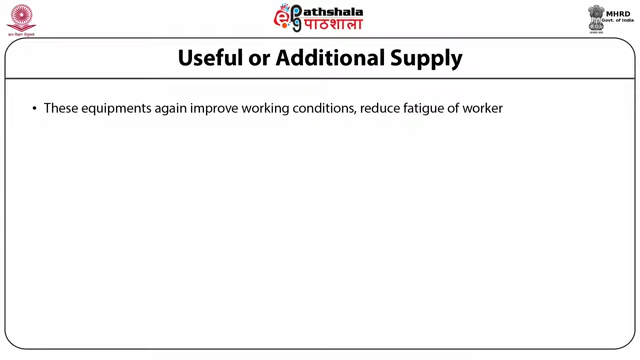 ePathshala
पाठशाला
MHRD
Govt. of India
Useful or Additional Supply
• These equipments again improve working conditions, reduce fatigue of worker